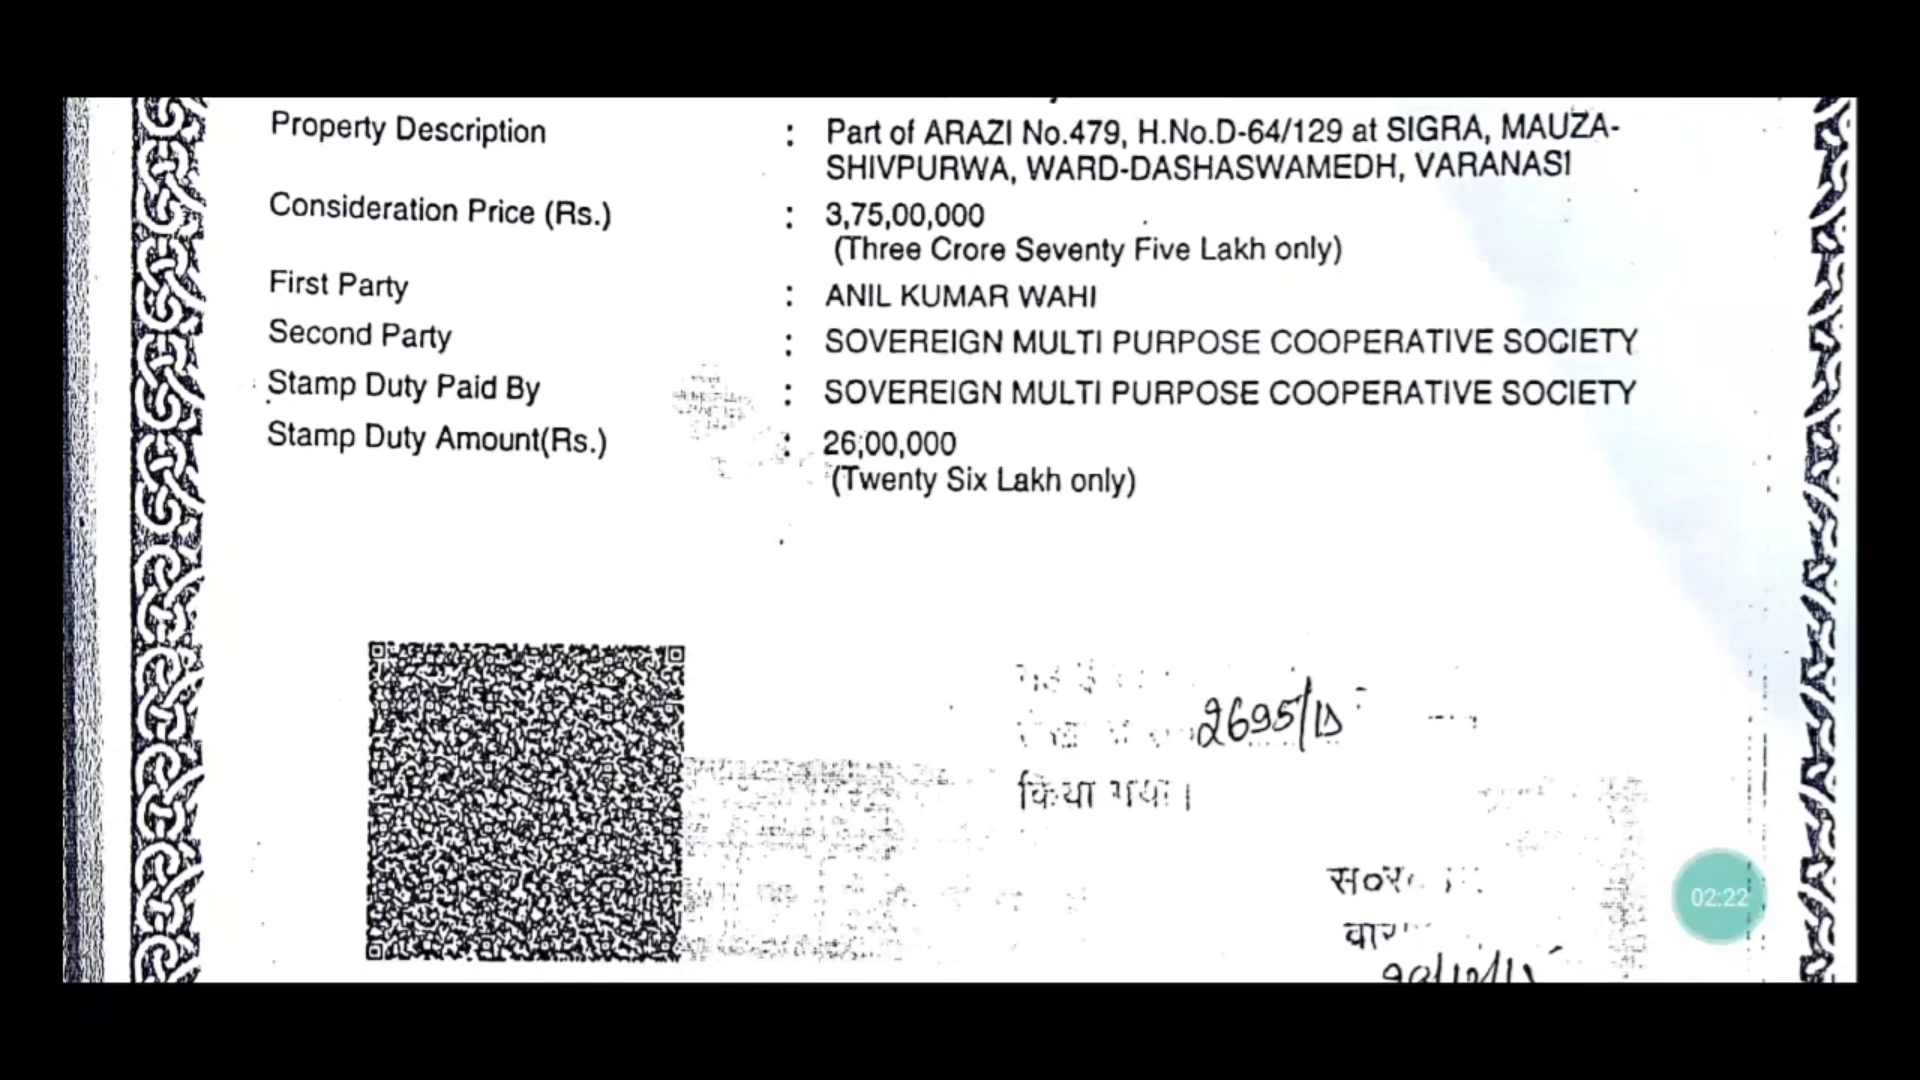 Property Description : Part of ARAZI No.479, H.No.D-64/129 at SIGRA, MAUZA-
SHIVPURWA, WARD-DASHASWAMEDH, VARANASI
Consideration Price (Rs.) : 3,75,00,000
(Three Crore Seventy Five Lakh only)
First Party : ANIL KUMAR WAHI
Second Party : SOVEREIGN MULTI PURPOSE COOPERATIVE SOCIETY
Stamp Duty Paid By : SOVEREIGN MULTI PURPOSE COOPERATIVE SOCIETY
Stamp Duty Amount(Rs.) : 26,00,000
(Twenty Six Lakh only)
2695/
किया गया।
02:22